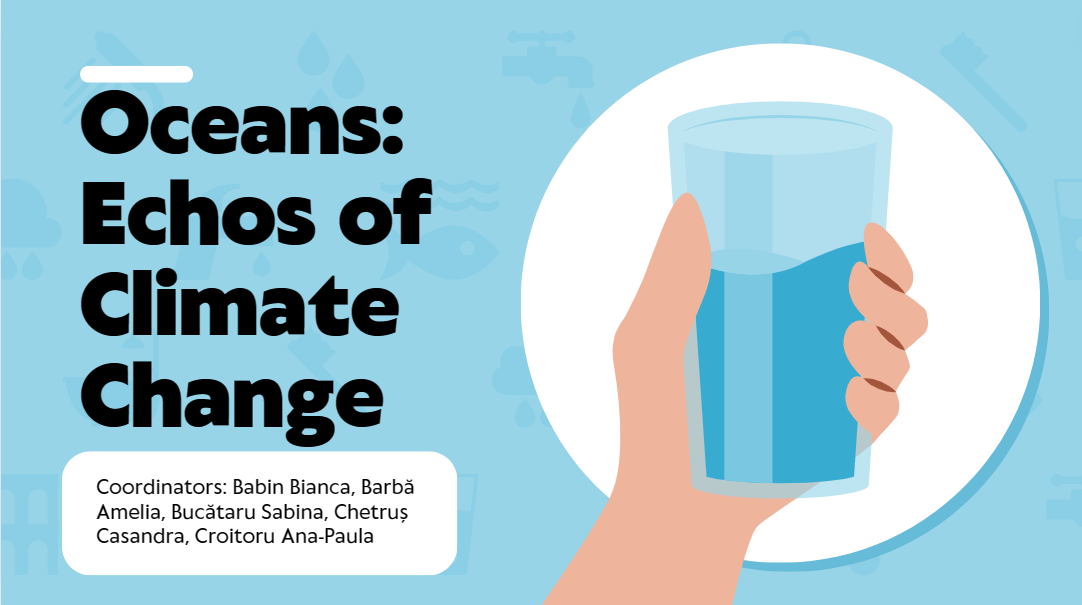 Oceans:
Echos of
Climate
Change
Coordinators: Babin Bianca, Barbă
Amelia, Bucătaru Sabina, Chetruș
Casandra, Croitoru Ana-Paula